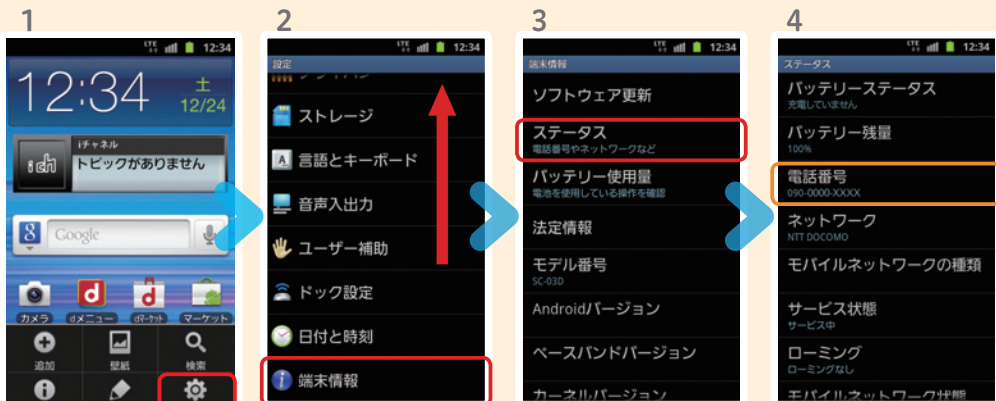 1
LTE
12:34
12:34
土
12/24
iチャネル
i ch
トピックがありません
8
Google
カメラ
dメニュー
dマーケット
マーケット
追加
壁紙
検索
2
LTE
12:34
設定
ストレージ
言語とキーボード
音声入出力
ユーザー補助
ドック設定
日付と時刻
端末情報
3
LTE
12:34
端末情報
ソフトウェア更新
ステータス
電話番号やネットワークなど
バッテリー使用量
電池を使用している操作を確認
法定情報
モデル番号
SC-03D
Androidバージョン
ベースバンドバージョン
カーネルバージョン
4
LTE
12:34
ステータス
バッテリーステータス
充電していません
バッテリー残量
100%
電話番号
090-0000-XXXX
ネットワーク
NTT DOCOMO
モバイルネットワークの種類
サービス状態
サービス中
ローミング
ローミングなし
モバイルネットワーク状態